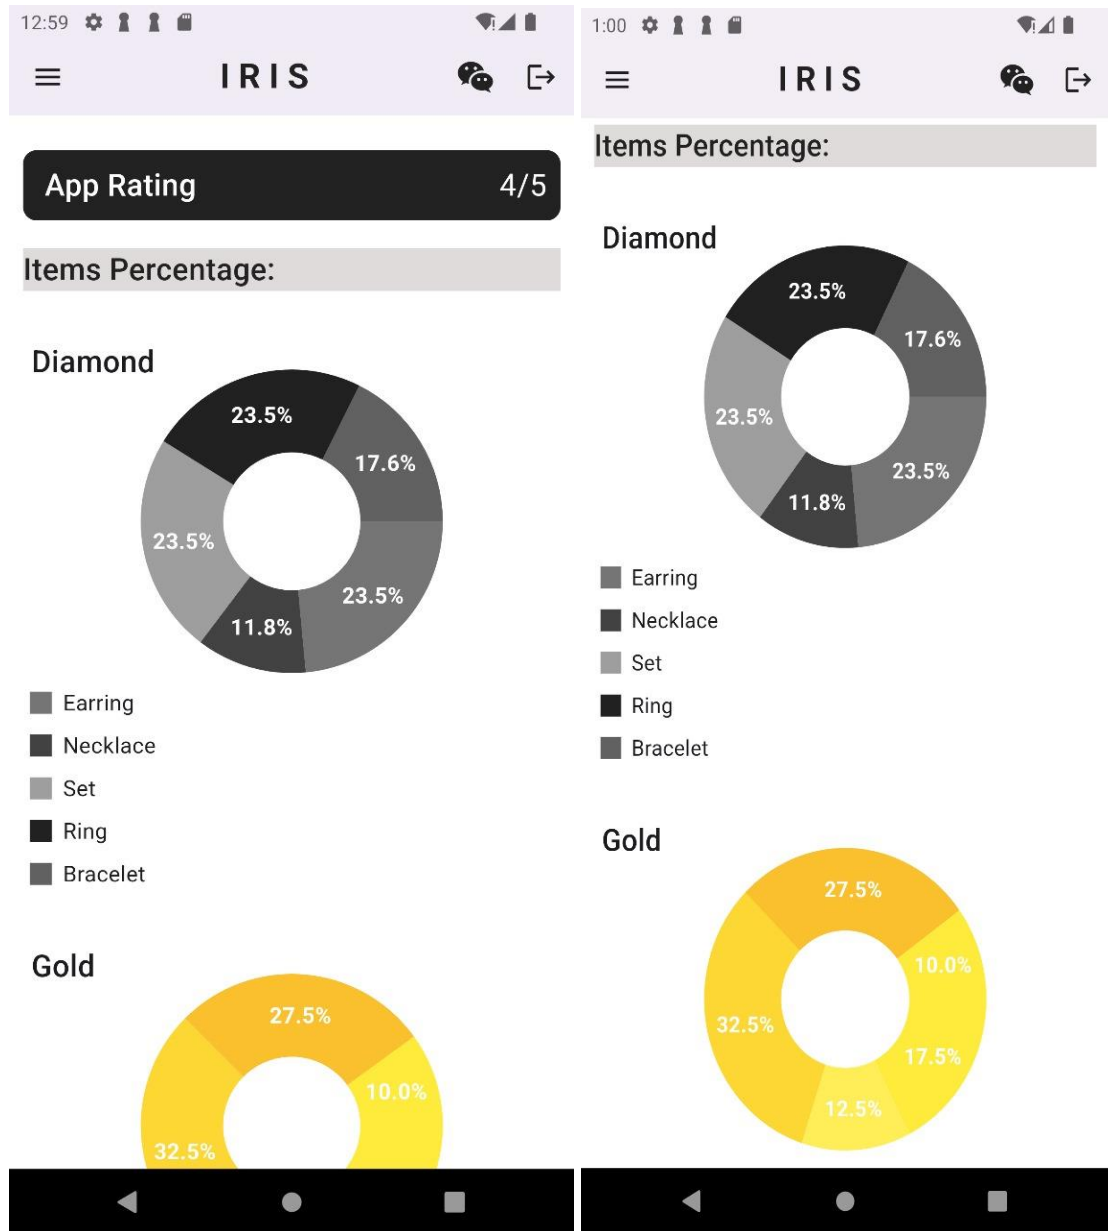 12:59
IRIS
App Rating 4/5
Items Percentage:
Diamond
23.5%
17.6%
23.5%
23.5%
11.8%
Earring
Necklace
Set
Ring
Bracelet
Gold
27.5%
10.0%
32.5%
1:00
IRIS
Items Percentage:
Diamond
23.5%
17.6%
23.5%
23.5%
11.8%
Earring
Necklace
Set
Ring
Bracelet
Gold
27.5%
10.0%
32.5%
17.5%
12.5%